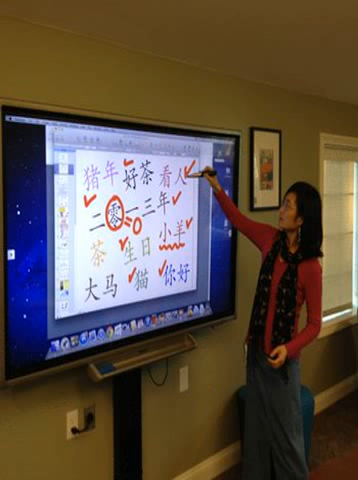 猪年 好茶 看人
二零一三年
=0 小羊
茶 生日
大马 猫 你好